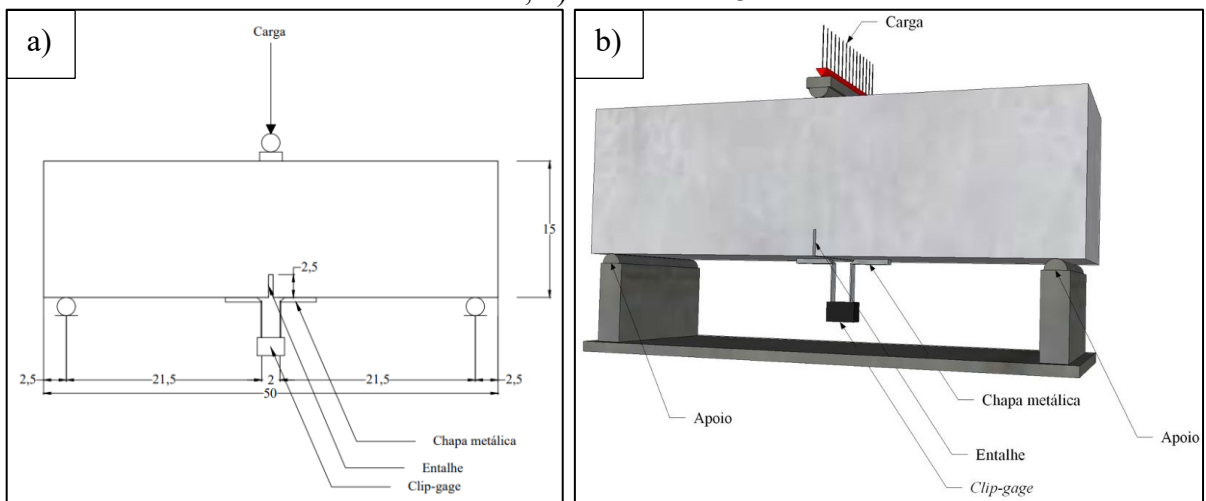 a)
Carga
15
2,5
2,5
21,5
2
21,5
2,5
50
Chapa metálica
Entalhe
Clip-gage
b)
Carga
Chapa metálica
Apoio
Apoio
Entalhe
Clip-gage